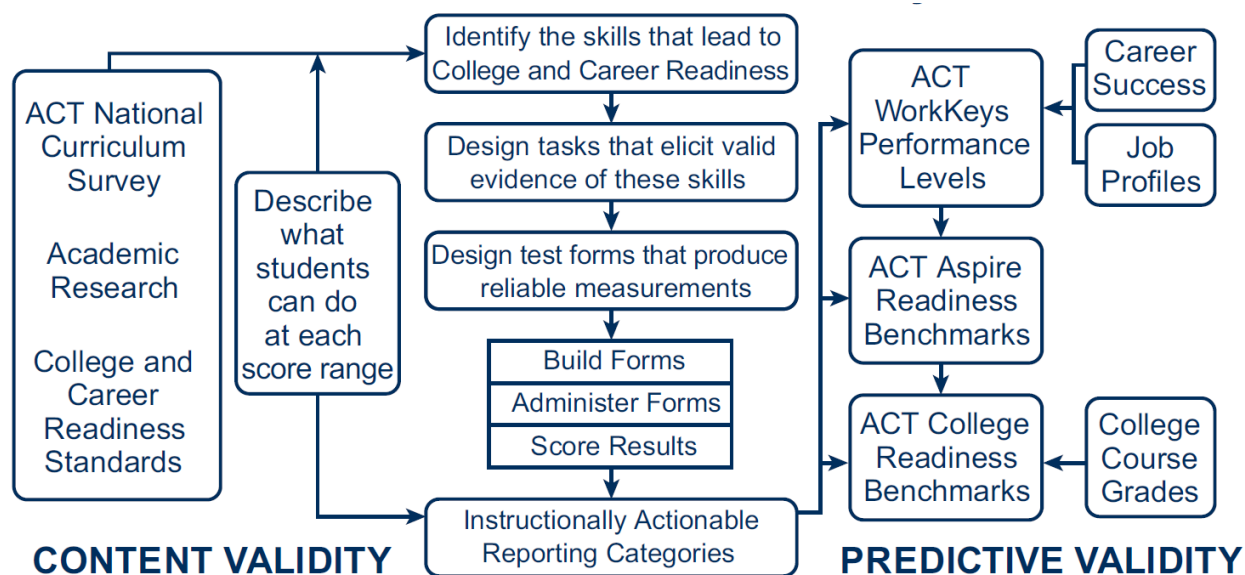 ACT National
Curriculum
Survey
Academic
Research
College and
Career
Readiness
Standards
Describe
what
students
can do
at each
score range
Identify the skills that lead to
College and Career Readiness
Design tasks that elicit valid
evidence of these skills
Design test forms that produce
reliable measurements
Build Forms
Administer Forms
Score Results
Instructionally Actionable
Reporting Categories
ACT
WorkKeys
Performance
Levels
ACT Aspire
Readiness
Benchmarks
ACT College
Readiness
Benchmarks
Career
Success
Job
Profiles
College
Course
Grades
CONTENT VALIDITY
PREDICTIVE VALIDITY